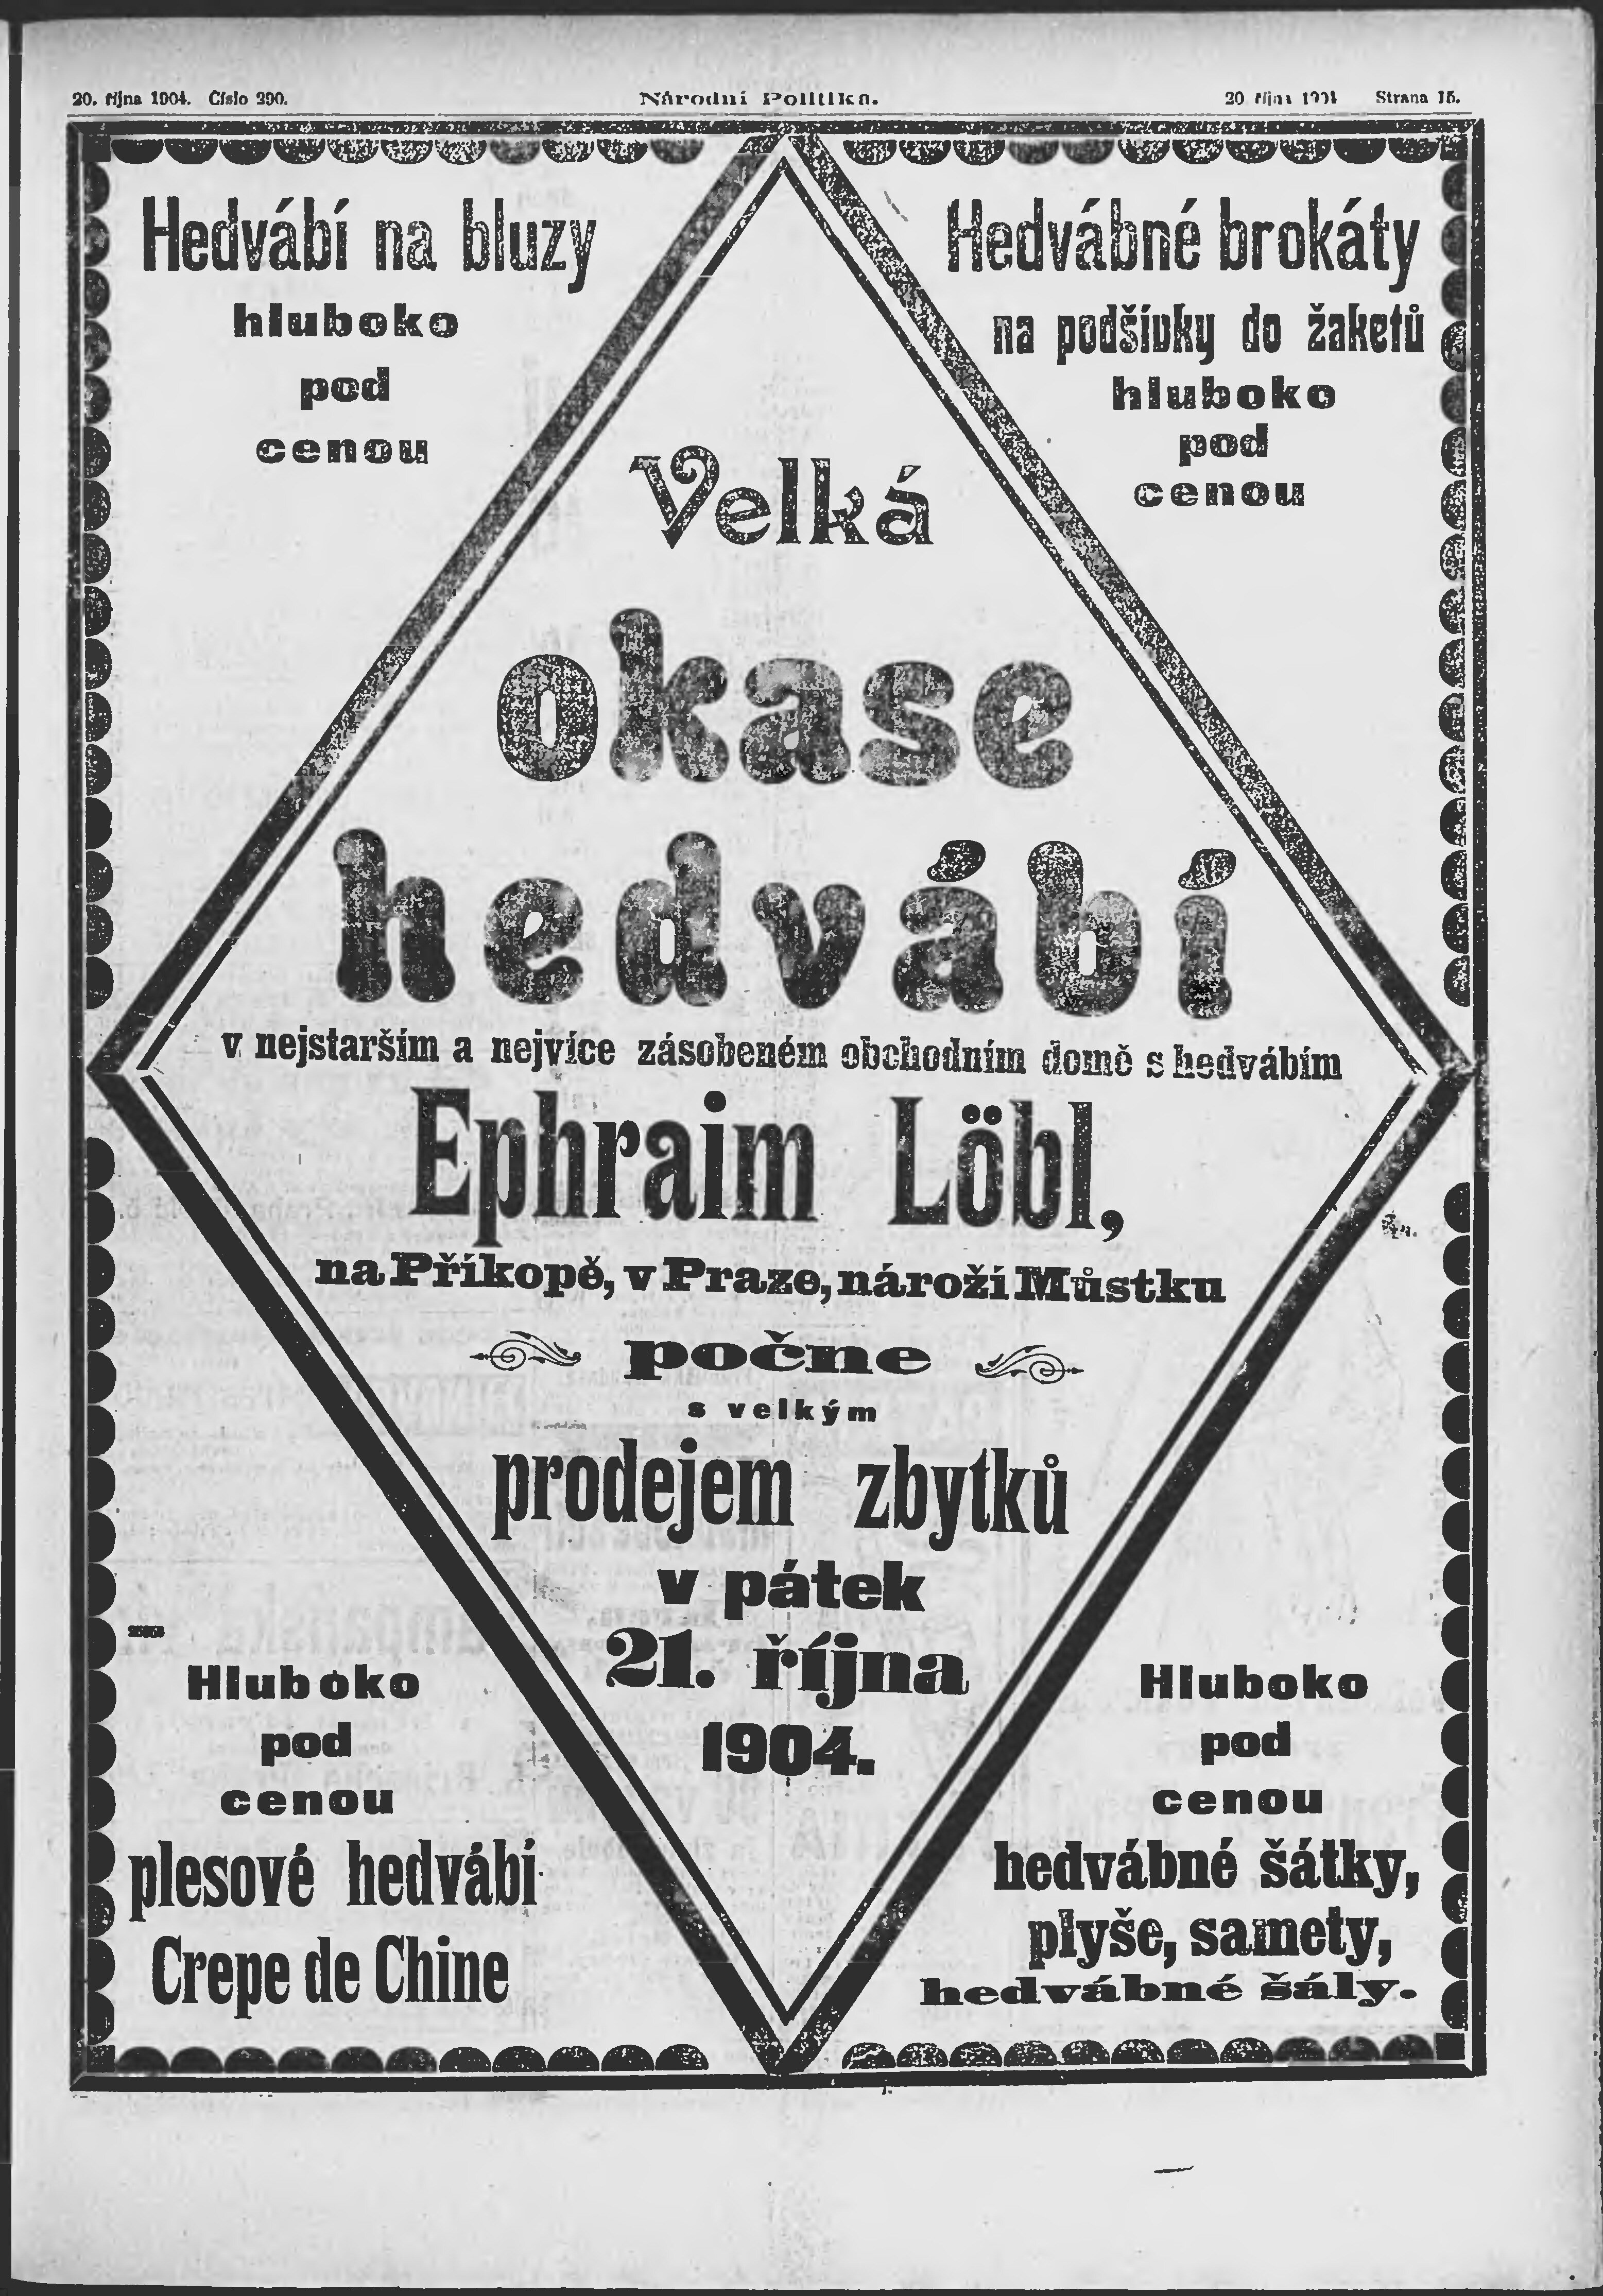 20. října 1904. Číslo 290.
Národní Politika.
20 října 1904 Strana 15.
Hedvábí na bluzy
hluboko
pod
cenou
Hedvábné brokáty
na podšívky do žaketů
hluboko
pod
cenou
Velká
okase
hedvábí
v nejstarším a nejvíce zásobeném obchodním domě s hedvábím
Ephraim Löbl,
na Příkopě, v Praze, nároží Můstku
počne
s velkým
prodejem zbytků
v pátek
21. října
1904.
Hluboko
pod
cenou
plesové hedvábí
Crepe de Chine
Hluboko
pod
cenou
hedvábné šátky,
plyše, samety,
hedvábné šály.